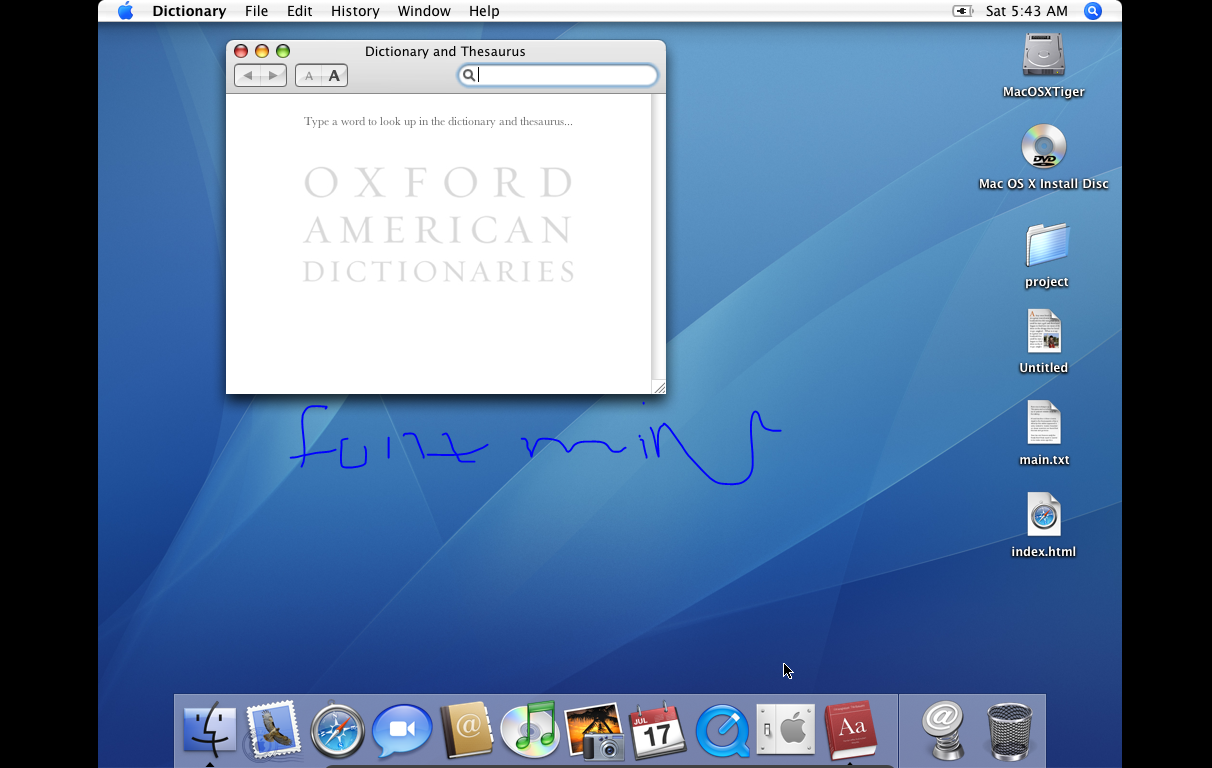 Dictionary File Edit History Window Help Sat 5:43 AM
Dictionary and Thesaurus
A A
Type a word to look up in the dictionary and thesaurus...
OXFORD
AMERICAN
DICTIONARIES
MacOSXTiger
DVD
Mac OS X Install Disc
project
Untitled
main.txt
index.html
JUL
17
Aa